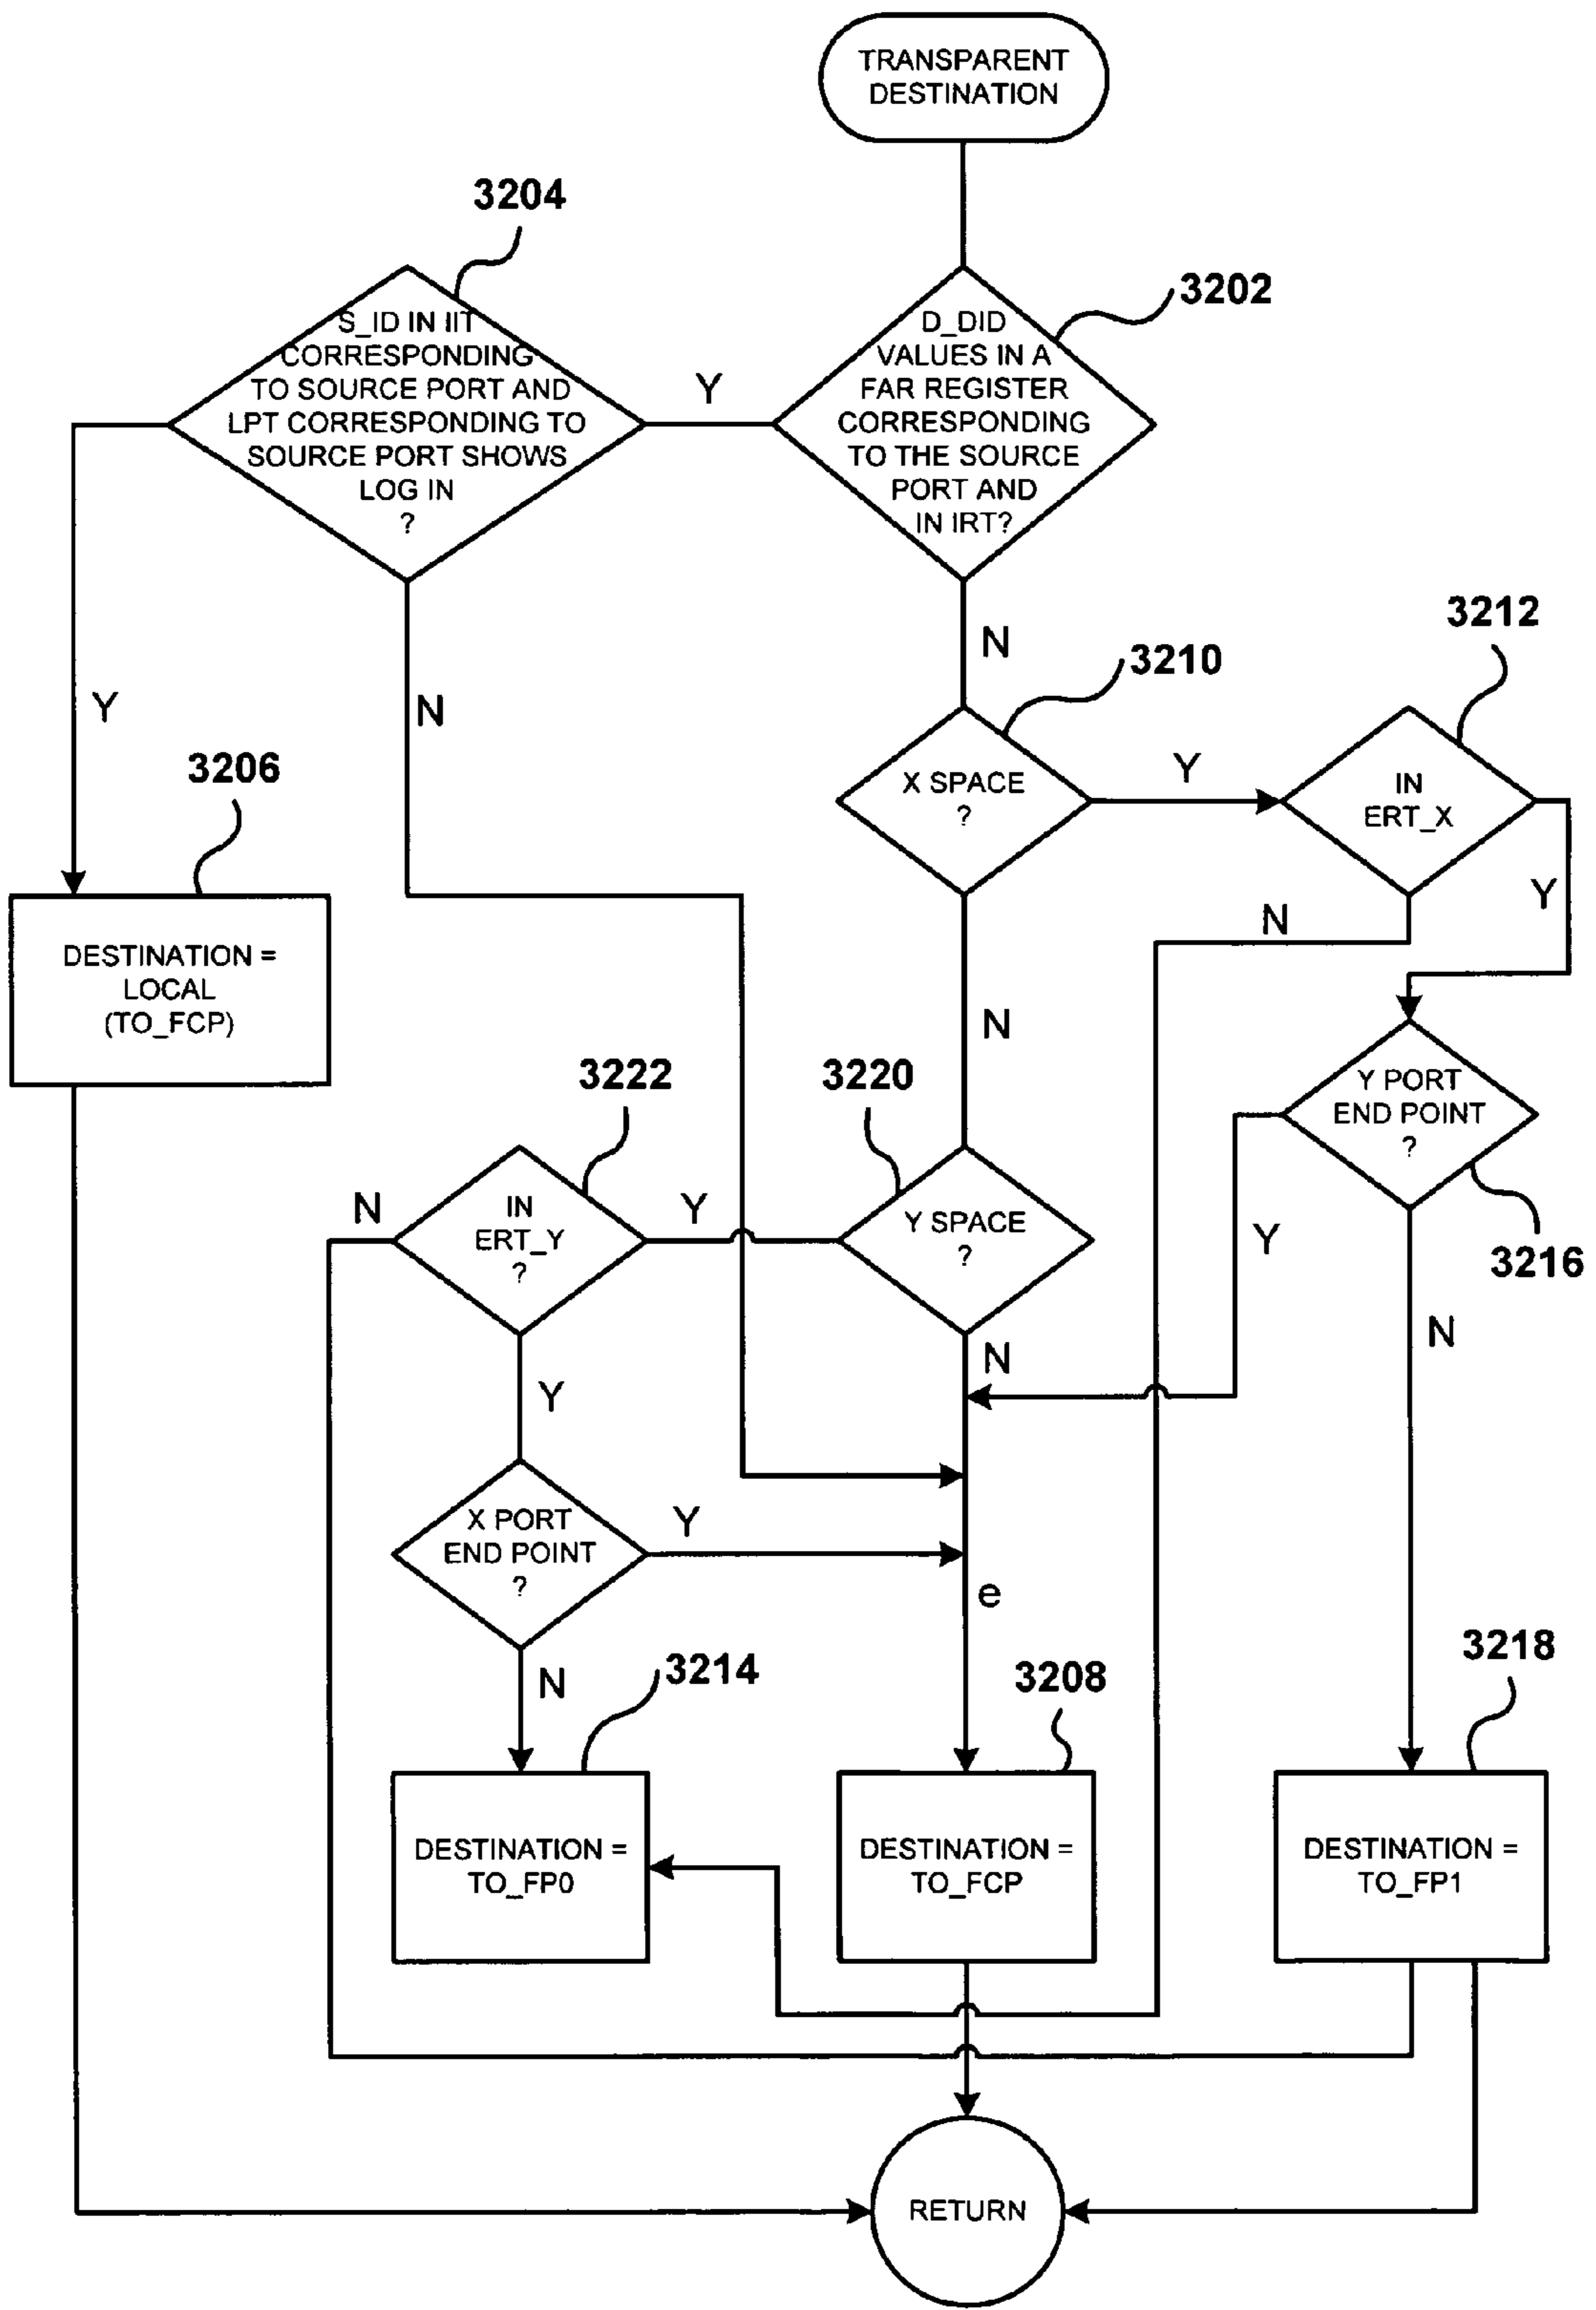 TRANSPARENT
DESTINATION
3204
3202
S_ID IN IIT
CORRESPONDING
TO SOURCE PORT AND
LPT CORRESPONDING TO
SOURCE PORT SHOWS
LOG IN
?
Y
D_DID
VALUES IN A
FAR REGISTER
CORRESPONDING
TO THE SOURCE
PORT AND
IN IRT?
N
3212
3210
Y
N
3206
X SPACE
?
Y
IN
ERT_X
Y
N
DESTINATION =
LOCAL
(TO_FCP)
N
3222
3220
Y PORT
END POINT
?
N
IN
ERT_Y
?
Y
Y SPACE
?
Y
3216
N
N
Y
X PORT
END POINT
?
Y
e
N
3214
3208
3218
DESTINATION =
TO_FP0
DESTINATION =
TO_FCP
DESTINATION =
TO_FP1
RETURN